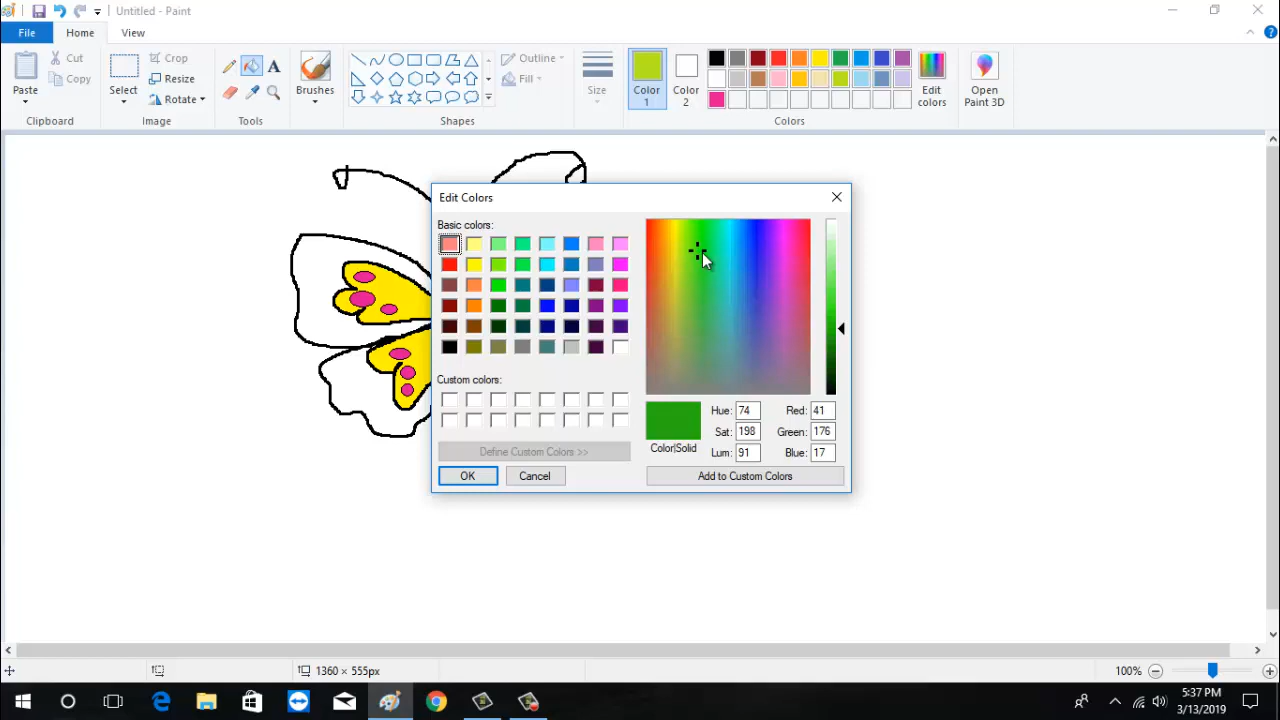 Untitled - Paint
File Home View
Paste
Cut
Copy
Clipboard
Select
Crop
Resize
Rotate
Image
A
Tools
Brushes
Outline
Fill
Shapes
Size
Color 1
Color 2
Edit colors
Colors
Open Paint 3D
Edit Colors
Basic colors:
Custom colors:
Define Custom Colors >>
OK Cancel
Color|Solid
Hue: 74 Red: 41
Sat: 198 Green: 176
Lum: 91 Blue: 17
Add to Custom Colors
1360 × 555px
100%
5:37 PM
3/13/2019